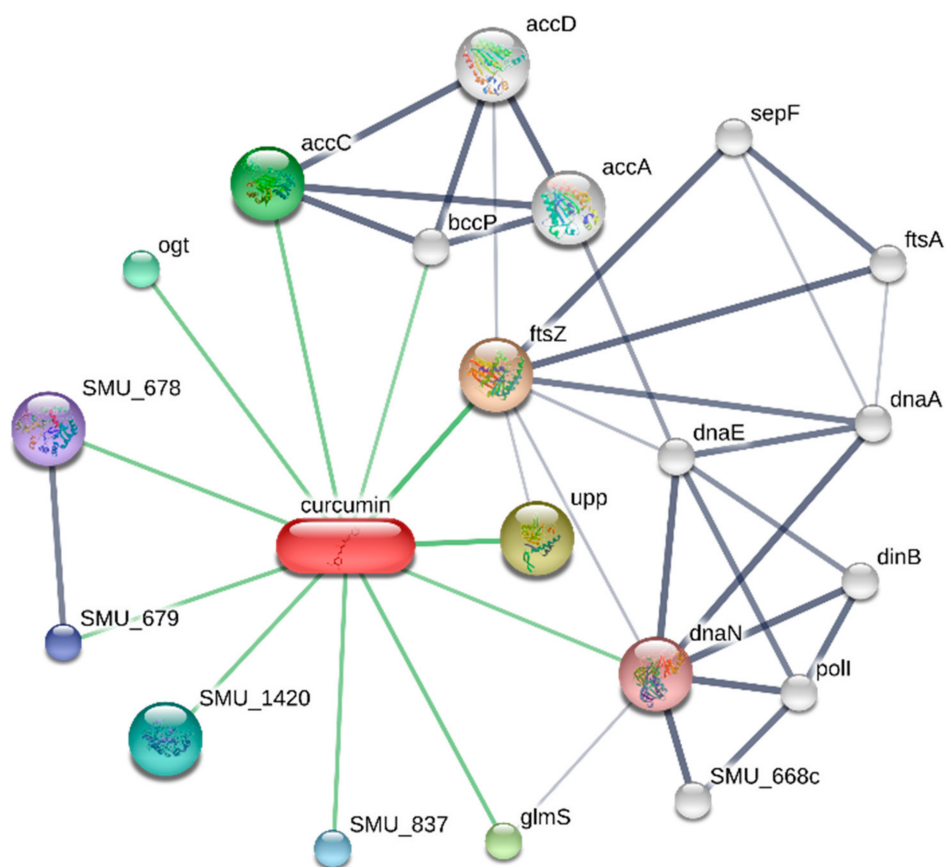 accD
sepF
accC
accA
bccP
ogt
ftsA
ftsZ
SMU_678
dnaA
dnaE
curcumin
upp
dinB
SMU_679
dnaN
polI
SMU_1420
SMU_668c
glmS
SMU_837